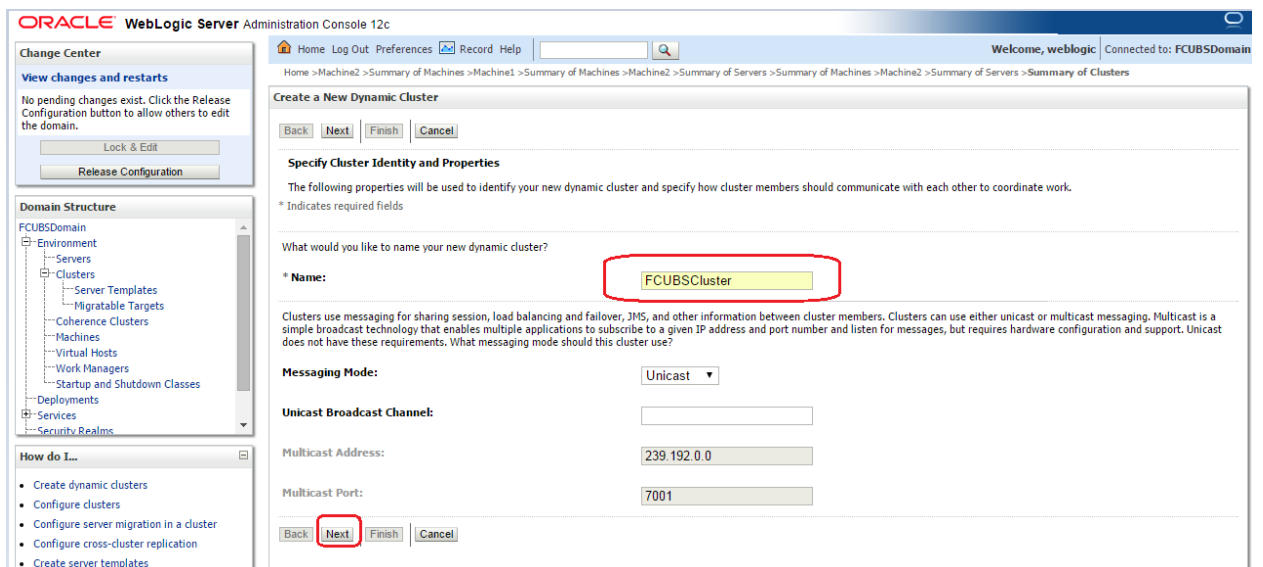 ORACLE WebLogic Server Administration Console 12c
Change Center
View changes and restarts
No pending changes exist. Click the Release
Configuration button to allow others to edit
the domain.
Lock & Edit
Release Configuration
Domain Structure
FCUBSDomain
Environment
Servers
Clusters
Server Templates
Migratable Targets
Coherence Clusters
Machines
Virtual Hosts
Work Managers
Startup and Shutdown Classes
Deployments
Services
Security Realms
How do I...
Create dynamic clusters
Configure clusters
Configure server migration in a cluster
Configure cross-cluster replication
Create server templates
Home Log Out Preferences Record Help
Welcome, weblogic Connected to: FCUBSDomain
Home >Machine2 >Summary of Machines >Machine1 >Summary of Machines >Machine2 >Summary of Servers >Summary of Machines >Machine2 >Summary of Servers >Summary of Clusters
Create a New Dynamic Cluster
Back Next Finish Cancel
Specify Cluster Identity and Properties
The following properties will be used to identify your new dynamic cluster and specify how cluster members should communicate with each other to coordinate work.
* Indicates required fields
What would you like to name your new dynamic cluster?
* Name: FCUBSCluster
Clusters use messaging for sharing session, load balancing and failover, JMS, and other information between cluster members. Clusters can use either unicast or multicast messaging. Multicast is a
simple broadcast technology that enables multiple applications to subscribe to a given IP address and port number and listen for messages, but requires hardware configuration and support. Unicast
does not have these requirements. What messaging mode should this cluster use?
Messaging Mode: Unicast
Unicast Broadcast Channel:
Multicast Address: 239.192.0.0
Multicast Port: 7001
Back Next Finish Cancel